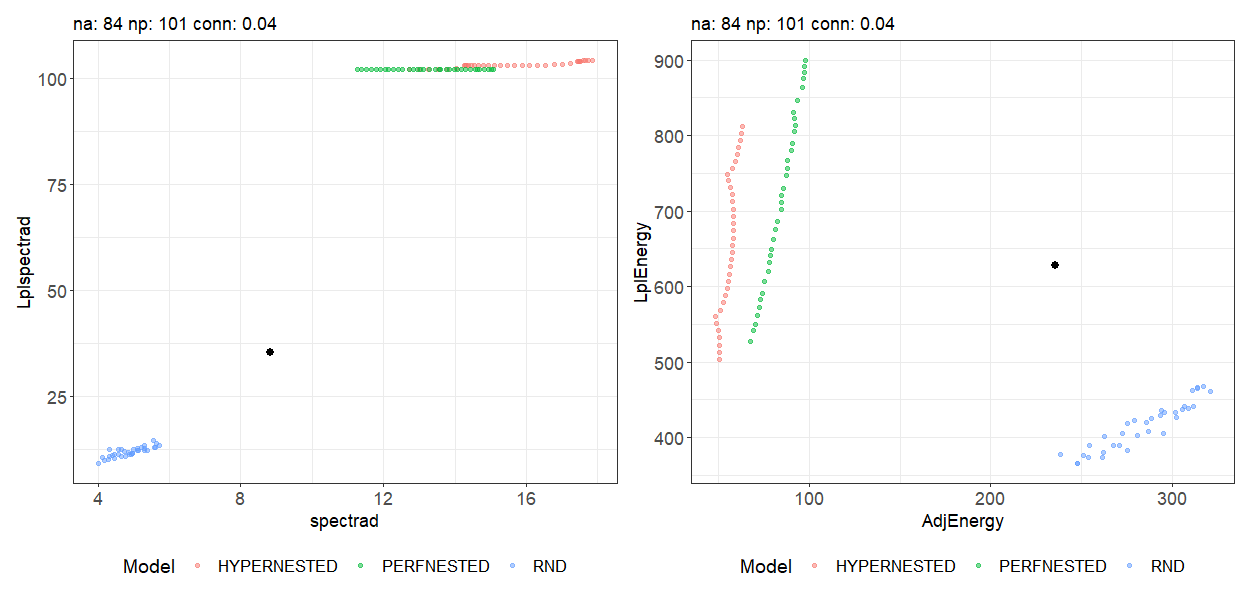 na: 84 np: 101 conn: 0.04
Lplspectrad
100
75
50
25
4
8
12
16
spectrad
Model HYPERNESTED PERFNESTED RND
na: 84 np: 101 conn: 0.04
LplEnergy
900
800
700
600
500
400
100
200
300
AdjEnergy
Model HYPERNESTED PERFNESTED RND